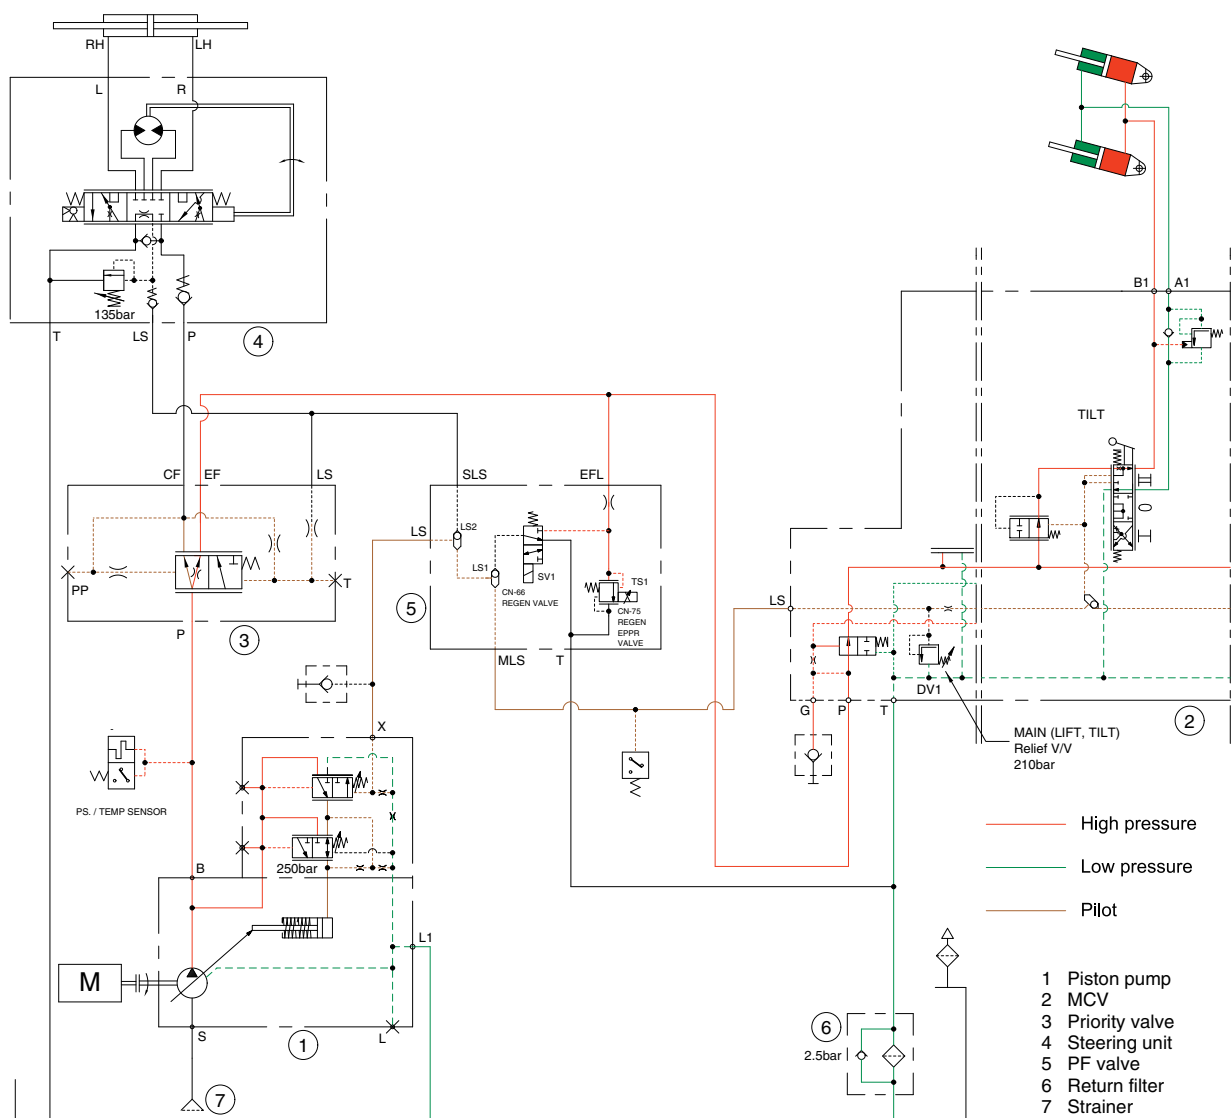 RH
LH
L
R
135bar
T
LS
P
4
B1
A1
TILT
CF
EF
LS
SLS
EFL
LS
LS2
LS1
SV1
TS1
CN-66
REGEN VALVE
CN-75
REGEN
EPPR
VALVE
5
PP
T
P
3
MLS
T
LS
DV1
G
P
T
2
MAIN (LIFT, TILT)
Relief V/V
210bar
X
PS. / TEMP SENSOR
250bar
B
L1
M
S
L
1
7
6
2.5bar
High pressure
Low pressure
Pilot
1 Piston pump
2 MCV
3 Priority valve
4 Steering unit
5 PF valve
6 Return filter
7 Strainer